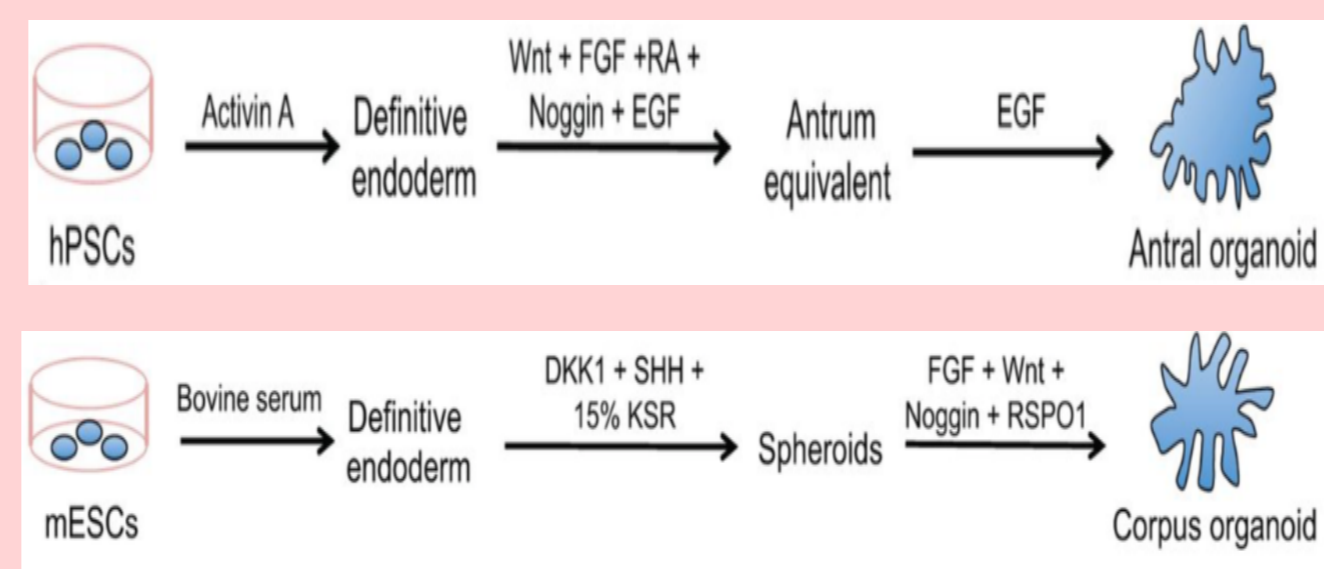 Wnt + FGF +RA +
Noggin + EGF
Activin A
EGF
Definitive
endoderm
Antrum
equivalent
hPSCs
Antral organoid
DKK1 + SHH +
15% KSR
FGF + Wnt +
Noggin + RSPO1
Bovine serum
Definitive
endoderm
Spheroids
mESCs
Corpus organoid